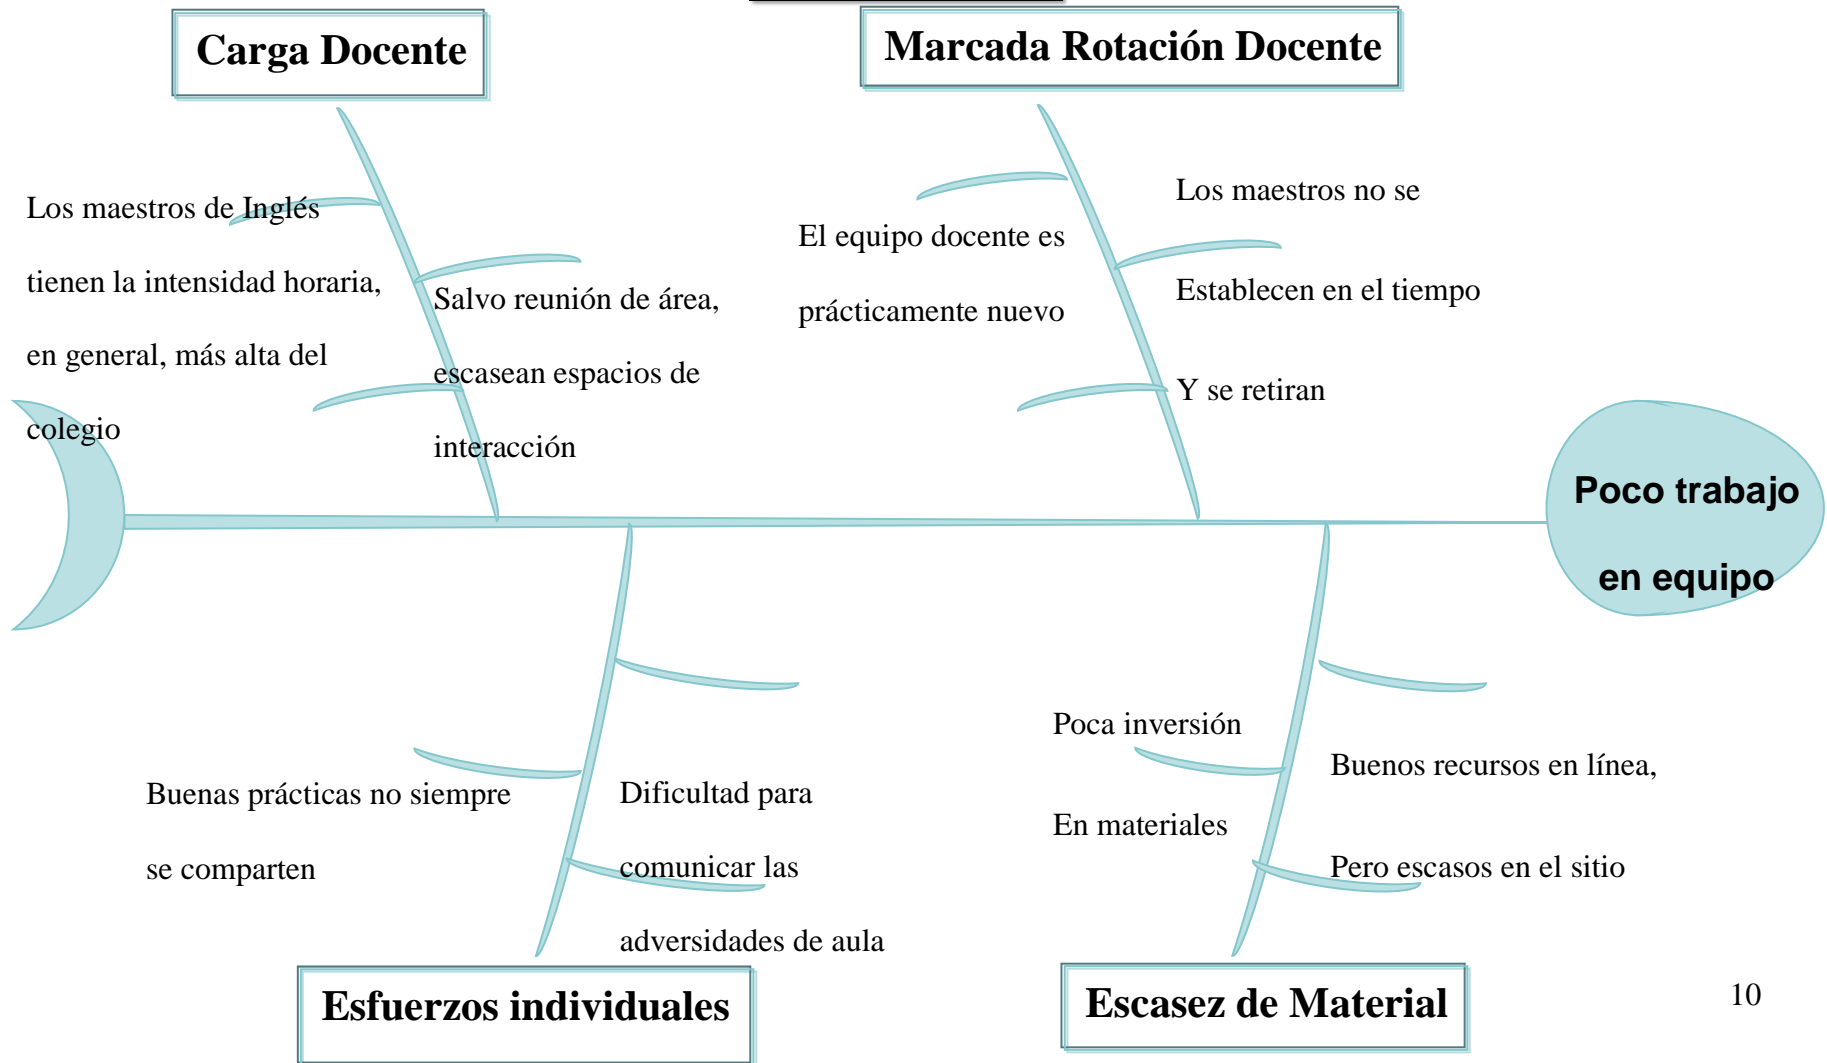 Carga Docente
Marcada Rotación Docente
Los maestros de Inglés
tienen la intensidad horaria,
en general, más alta del
colegio
Salvo reunión de área,
escasean espacios de
interacción
El equipo docente es
prácticamente nuevo
Los maestros no se
Establecen en el tiempo
Y se retiran
Poco trabajo
en equipo
Buenas prácticas no siempre
se comparten
Dificultad para
comunicar las
adversidades de aula
Poca inversión
En materiales
Buenos recursos en línea,
Pero escasos en el sitio
Esfuerzos individuales
Escasez de Material
10